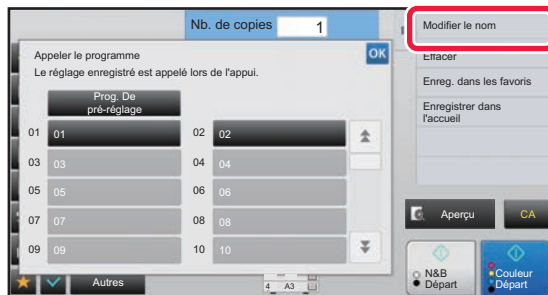 Nb. de copies 1
Modifier le nom
Appeler le programme
OK
Effacer
Le réglage enregistré est appelé lors de l'appui.
Enreg. dans les favoris
Prog. De
pré-réglage
Enregistrer dans
l'accueil
01 01
02 02
03 03
04 04
05 05
06 06
07 07
08 08
09 09
10 10
Aperçu
CA
N&B
Départ
Couleur
Départ
Autres
4 A3